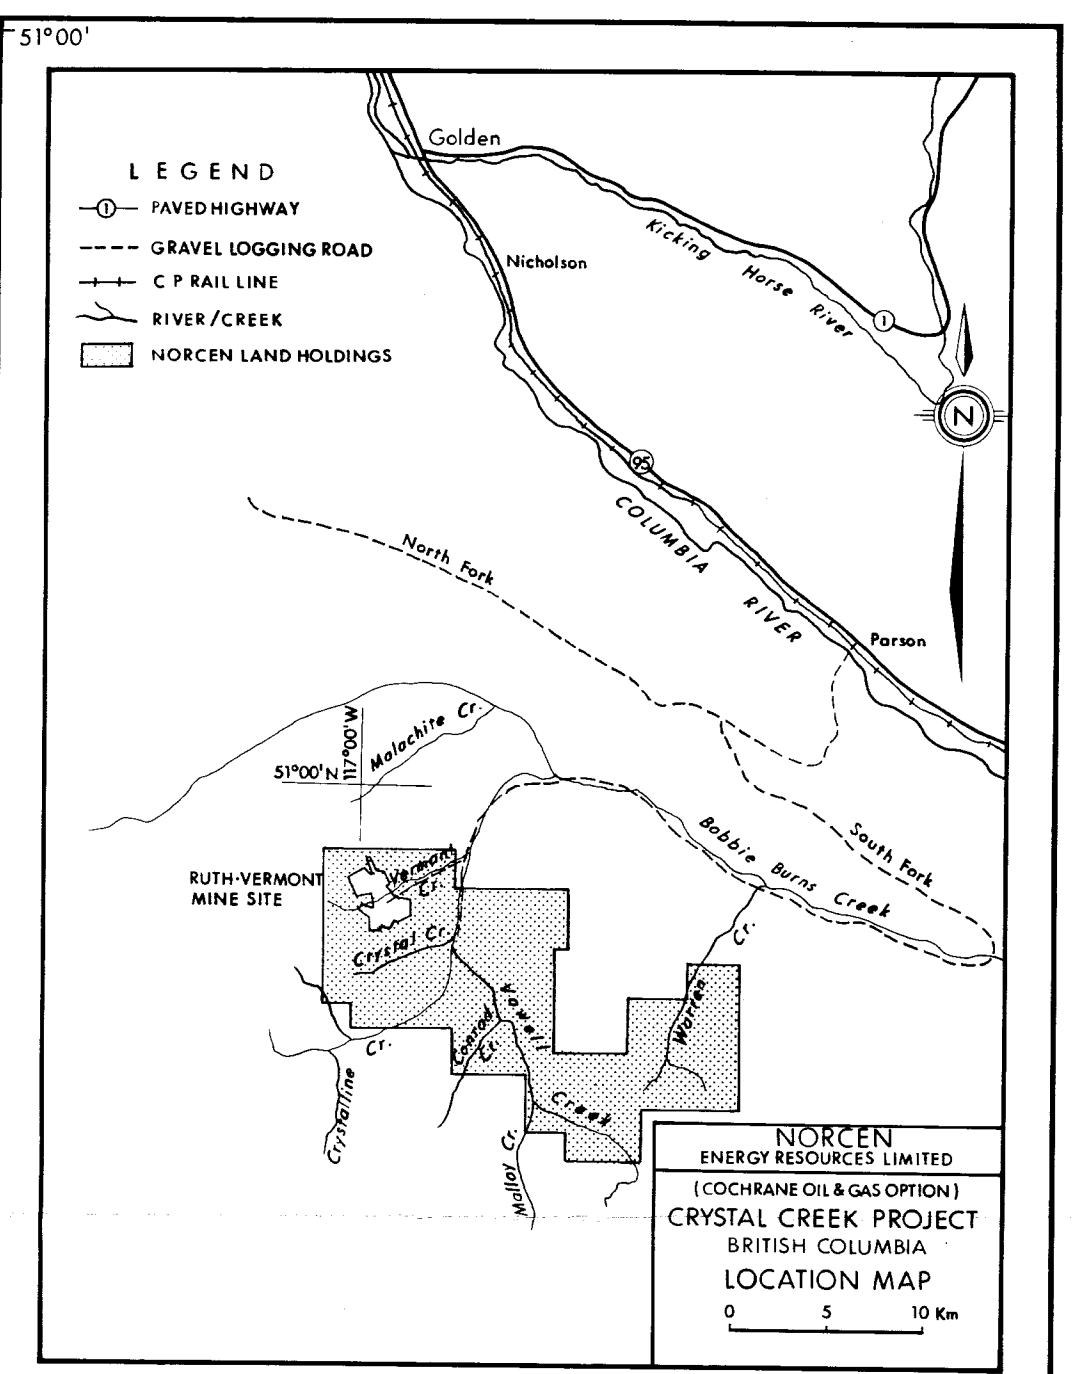 51°00'
Golden
LEGEND
1 PAVED HIGHWAY
GRAVEL LOGGING ROAD
C P RAIL LINE
RIVER/CREEK
NORCEN LAND HOLDINGS
Nicholson
Kicking Horse River
1
N
95
COLUMBIA RIVER
North Fork
Parson
Malachite Cr.
117°00'W
51°00'N
South Fork
Bobbie Burns Creek
Vermont Cr.
RUTH-VERMONT
MINE SITE
Crystal Cr.
Warren Cr.
Conrad Cr.
Creek
Crystalline Cr.
Malloy Cr.
NORCEN
ENERGY RESOURCES LIMITED
(COCHRANE OIL & GAS OPTION)
CRYSTAL CREEK PROJECT
BRITISH COLUMBIA
LOCATION MAP
0 5 10 Km